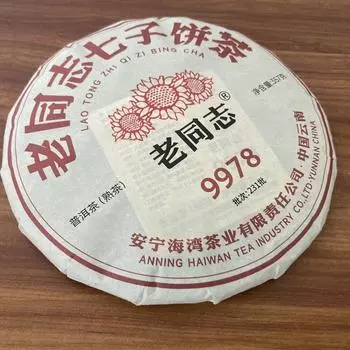 老同志七子饼茶
LAO TONG ZHI QI ZI BING CHA
净含量:357克
老同志®
9978
普洱茶(熟茶)
批次:231批
安宁海湾茶业有限责任公司·中国云南
ANNING HAIWAN TEA INDUSTRY CO.,LTD·YUNNAN CHINA